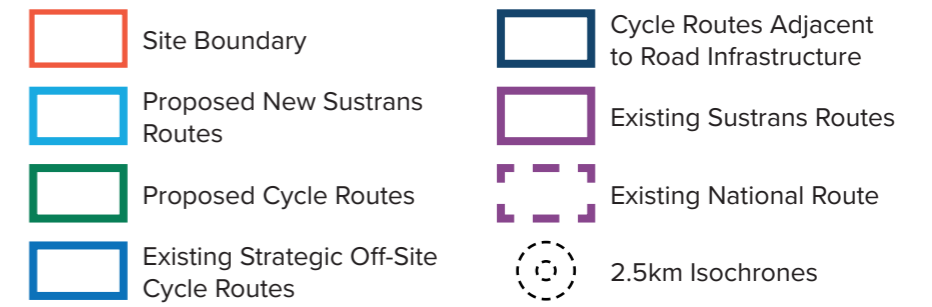 Site Boundary
Proposed New Sustrans
Routes
Proposed Cycle Routes
Existing Strategic Off-Site
Cycle Routes
Cycle Routes Adjacent
to Road Infrastructure
Existing Sustrans Routes
Existing National Route
2.5km Isochrones